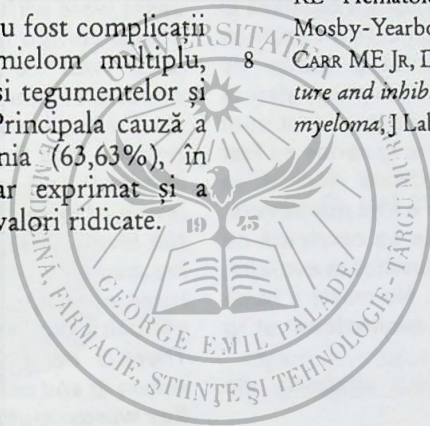 u fost complicații
mielom multiplu,
și tegumentelor și
Principala cauză a
nia (63,63%), în
ar exprimat și a
valori ridicate.
Mosby-Yearbo
8 CARR ME JR, D
ture and inhibi
myeloma, J Lab
UNIVERSITATEA
DE MEDICINĂ, FARMACIE, ȘTIINȚE ȘI TEHNOLOGIE - TÂRGU MUREȘ
GEORGE EMIL PALADE
19 45